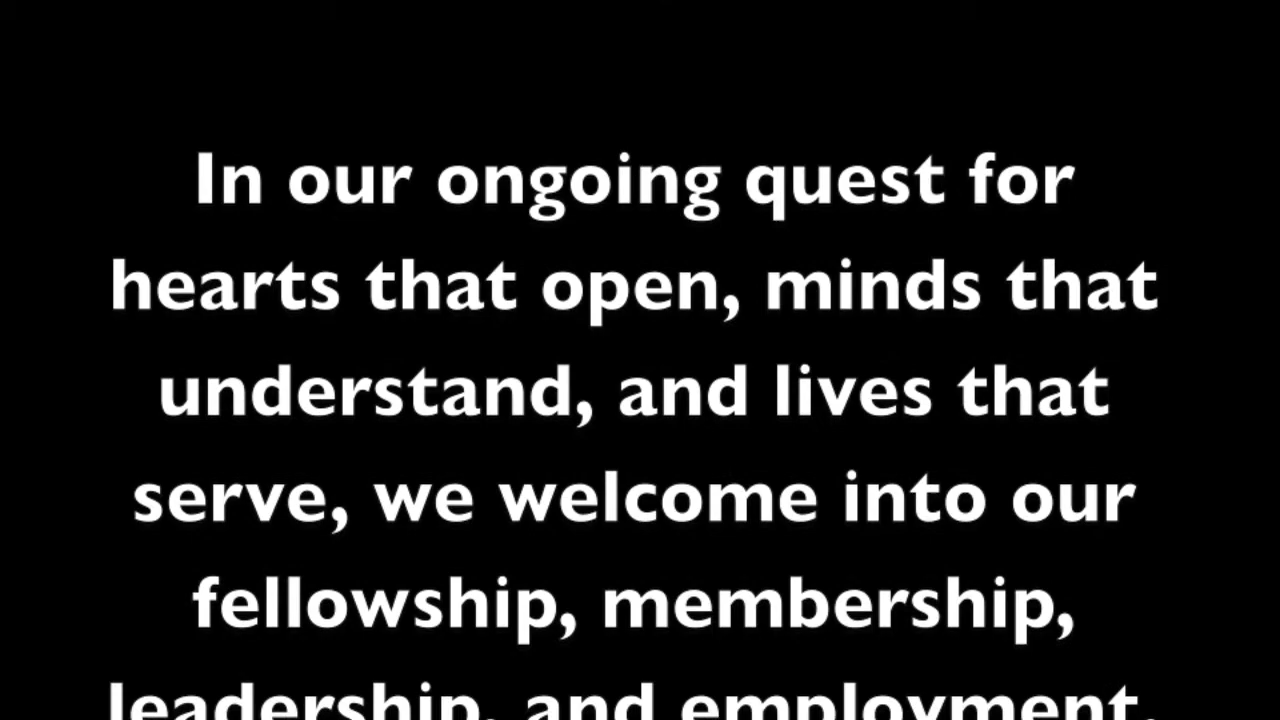 In our ongoing quest for
hearts that open, minds that
understand, and lives that
serve, we welcome into our
fellowship, membership,
leadership, and employment,